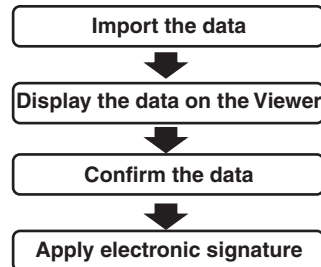 Import the data
Display the data on the Viewer
Confirm the data
Apply electronic signature